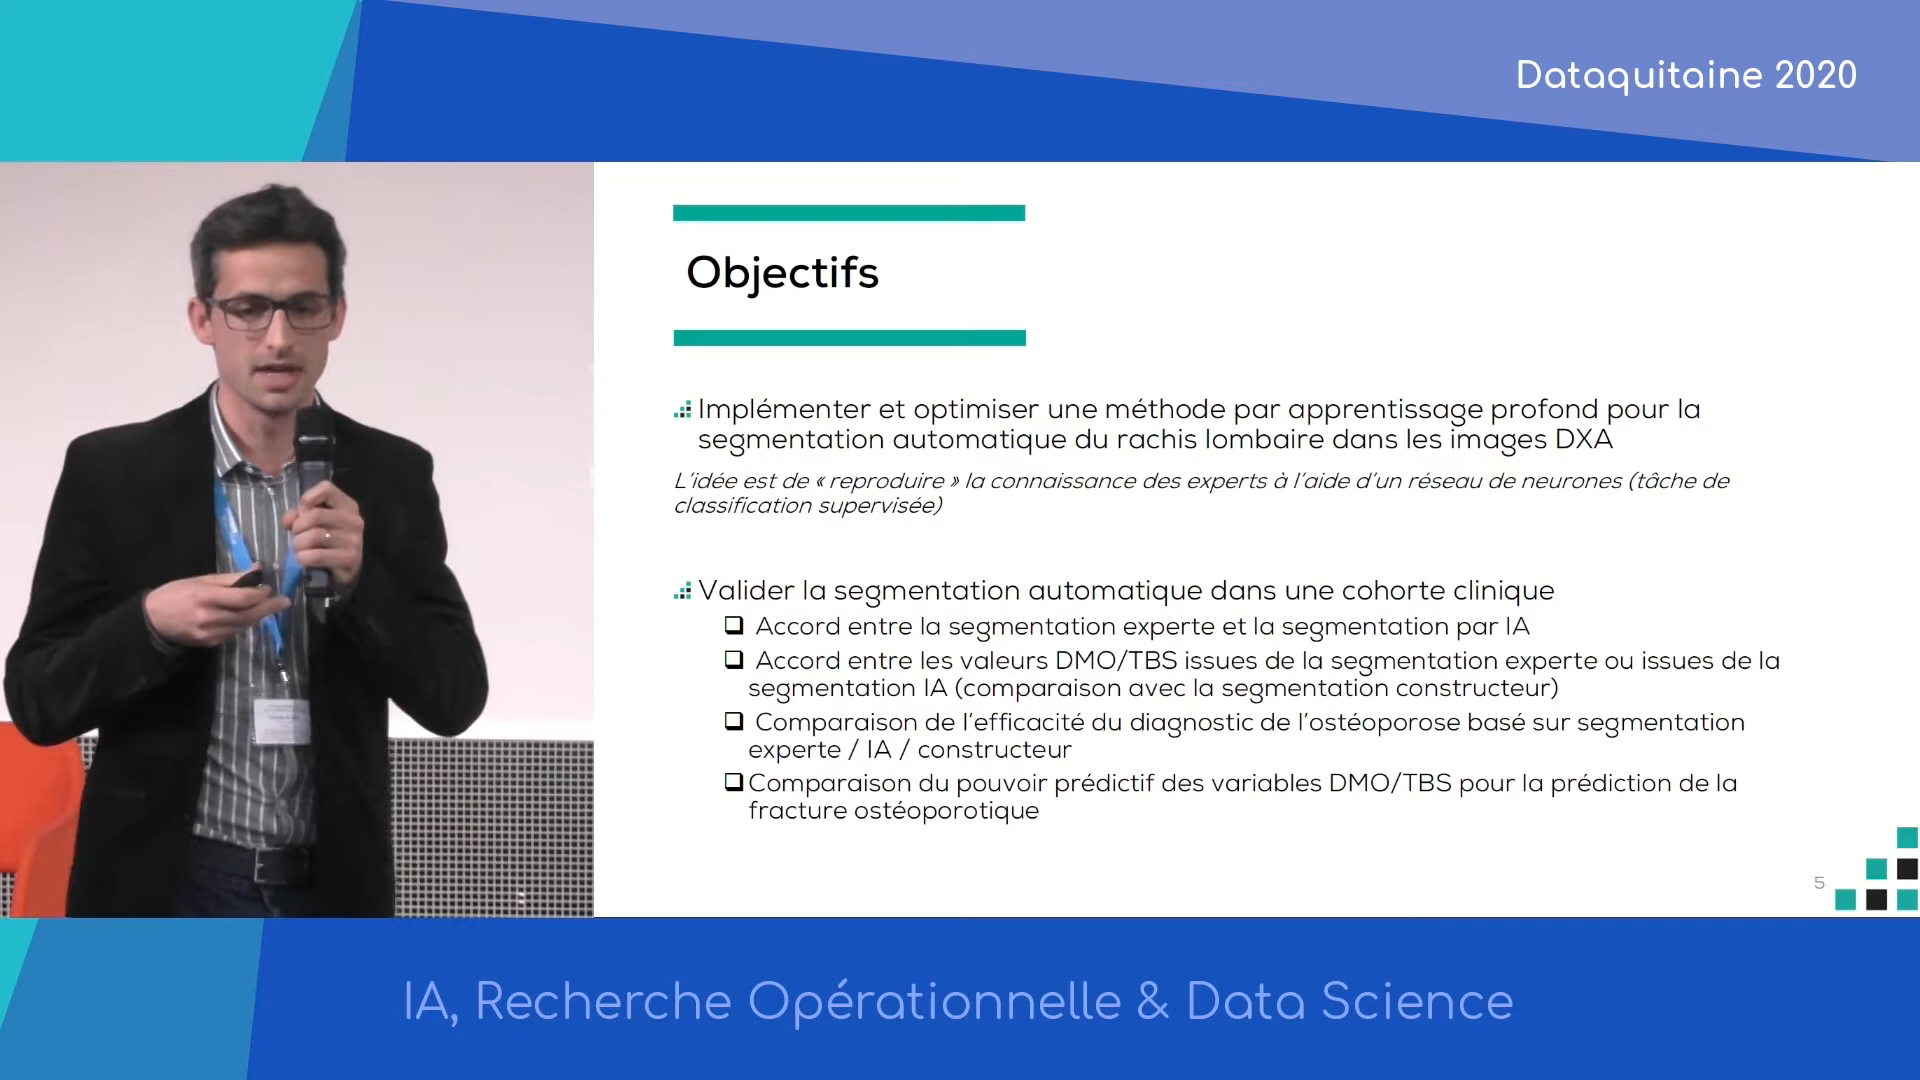 Dataquitaine 2020
Objectifs
Implémenter et optimiser une méthode par apprentissage profond pour la
segmentation automatique du rachis lombaire dans les images DXA
L'idée est de « reproduire » la connaissance des experts à l'aide d'un réseau de neurones (tâche de
classification supervisée)
Valider la segmentation automatique dans une cohorte clinique
Accord entre la segmentation experte et la segmentation par IA
Accord entre les valeurs DMO/TBS issues de la segmentation experte ou issues de la
segmentation IA (comparaison avec la segmentation constructeur)
Comparaison de l'efficacité du diagnostic de l'ostéoporose basé sur segmentation
experte / IA / constructeur
Comparaison du pouvoir prédictif des variables DMO/TBS pour la prédiction de la
fracture ostéoporotique
5
IA, Recherche Opérationnelle & Data Science